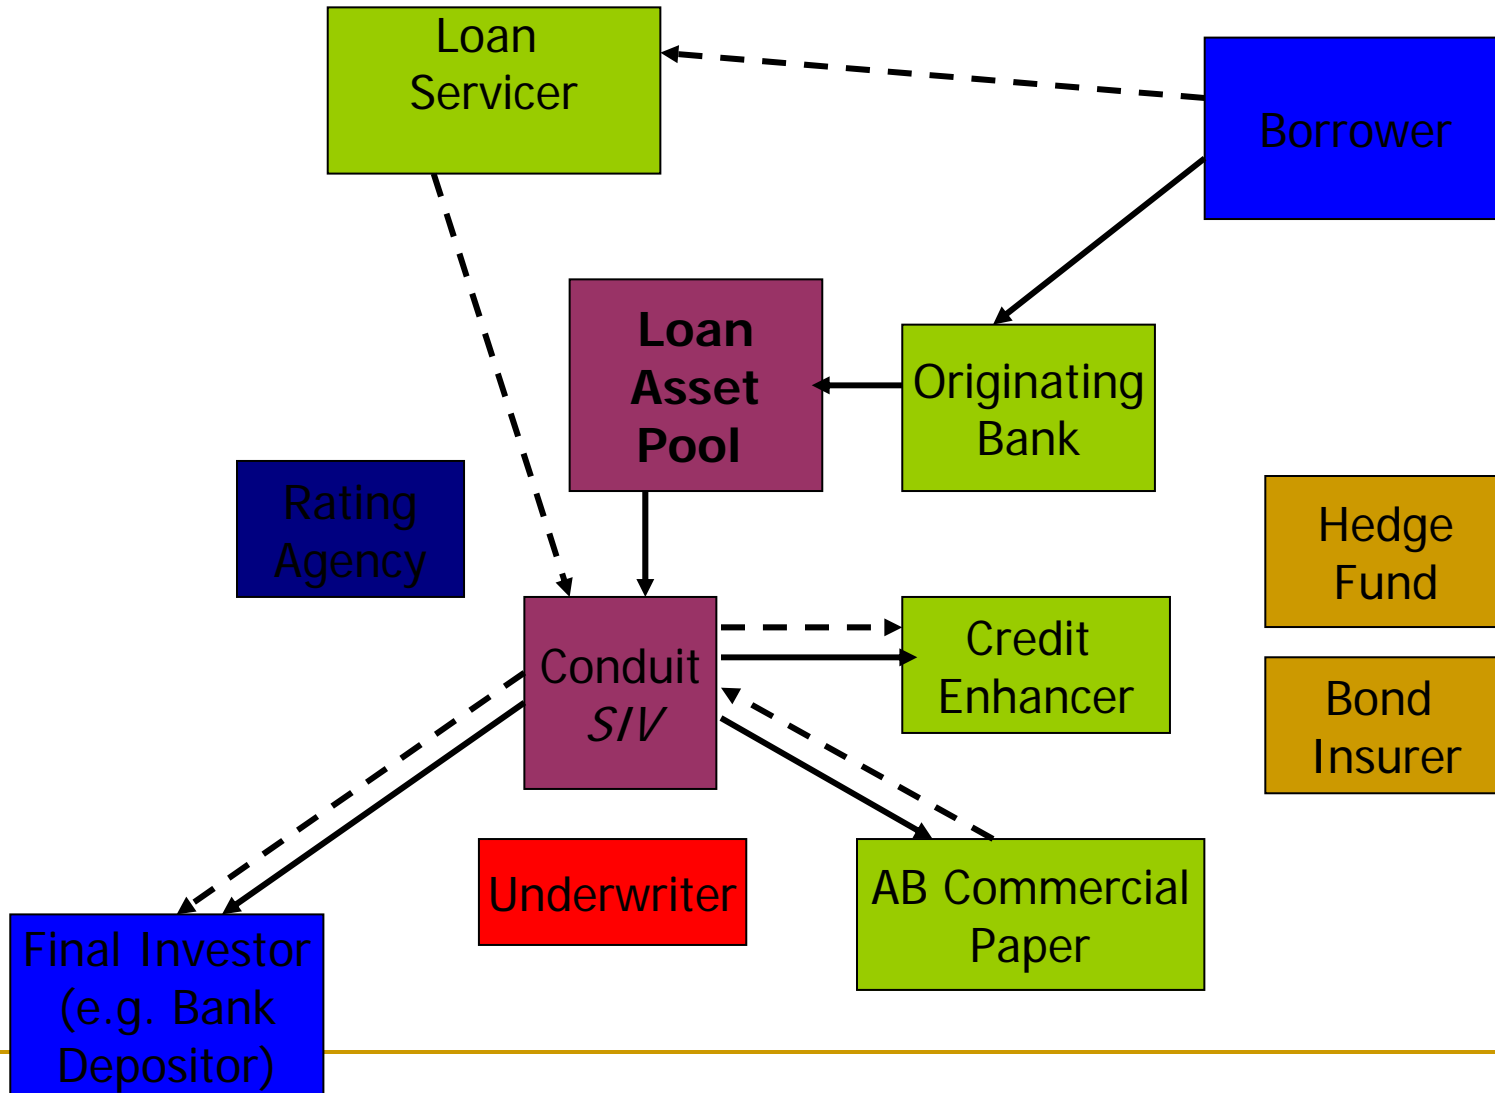 Loan
Servicer
Borrower
Loan
Asset
Pool
Originating
Bank
Rating
Agency
Hedge
Fund
Conduit
SIV
Credit
Enhancer
Bond
Insurer
Underwriter
AB Commercial
Paper
Final Investor
(e.g. Bank
Depositor)